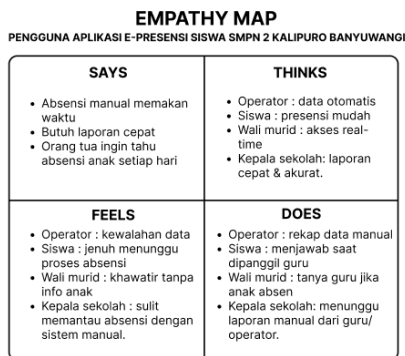 EMPATHY MAP
PENGGUNA APLIKASI E-PRESENSI SISWA SMPN 2 KALIPURO BANYUWANGI
SAYS
• Absensi manual memakan
waktu
• Butuh laporan cepat
• Orang tua ingin tahu
absensi anak setiap hari
THINKS
• Operator : data otomatis
• Siswa : presensi mudah
• Wali murid : akses real-
time
• Kepala sekolah: laporan
cepat & akurat.
FEELS
• Operator : kewalahan data
• Siswa : jenuh menunggu
proses absensi
• Wali murid : khawatir tanpa
info anak
• Kepala sekolah : sulit
memantau absensi dengan
sistem manual.
DOES
• Operator : rekap data manual
• Siswa : menjawab saat
dipanggil guru
• Wali murid : tanya guru jika
anak absen
• Kepala sekolah: menunggu
laporan manual dari guru/
operator.